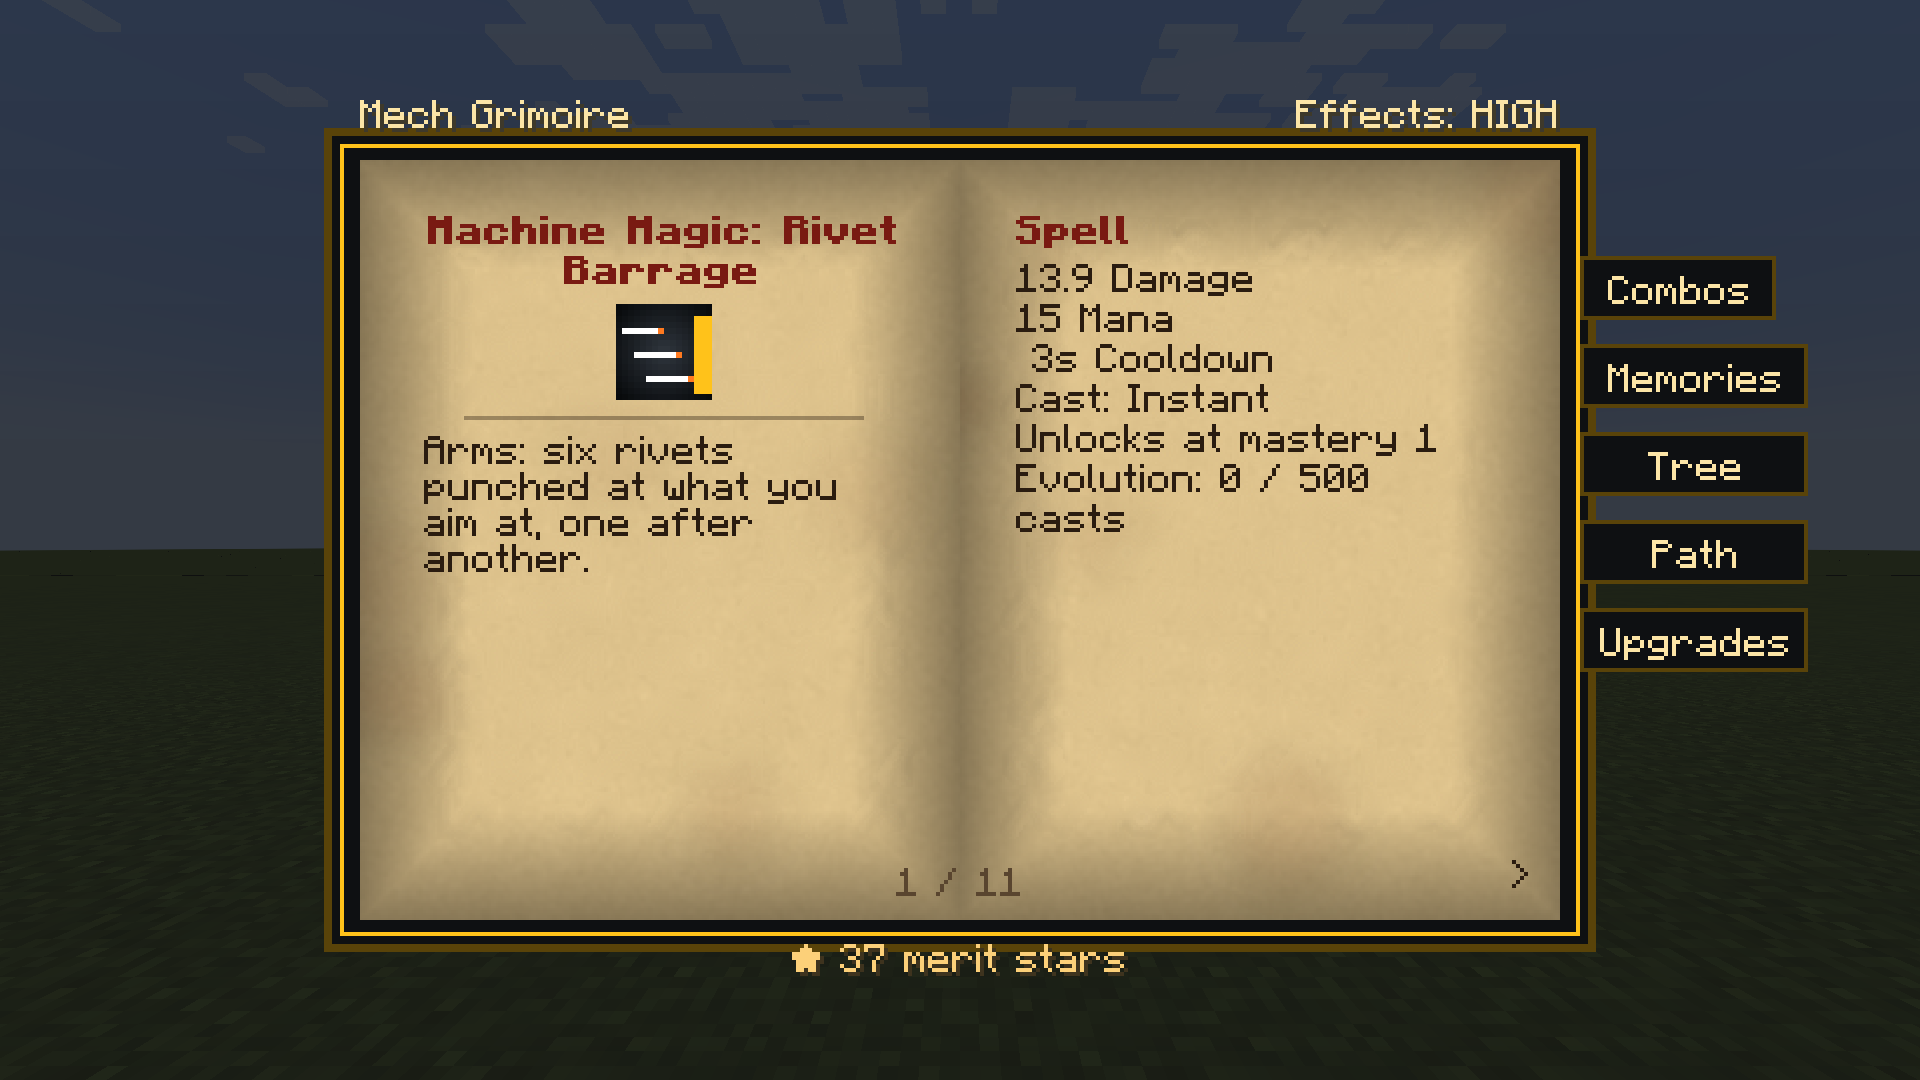 Mech Grimoire
Effects: HIGH
Machine Magic: Rivet
Barrage
Arms: six rivets
punched at what you
aim at, one after
another.
Spell
13.9 Damage
15 Mana
3s Cooldown
Cast: Instant
Unlocks at mastery 1
Evolution: 0 / 500
casts
Combos
Memories
Tree
Path
Upgrades
1 / 11
>
★ 37 merit stars